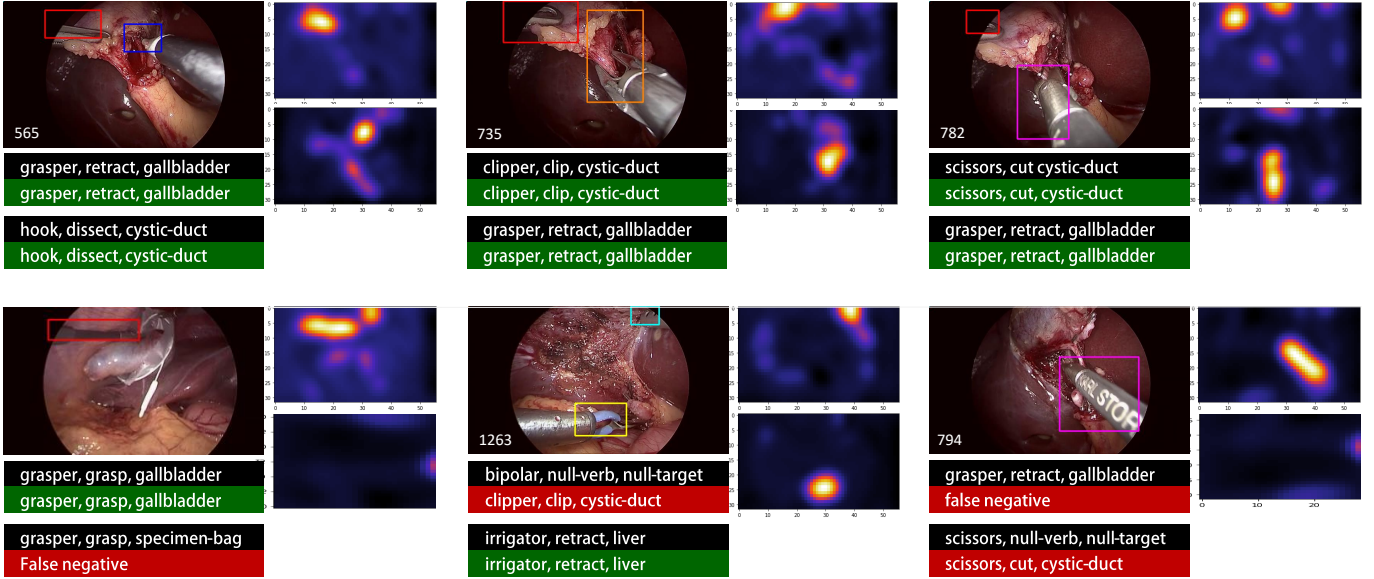 565
grasper, retract, gallbladder
grasper, retract, gallbladder
hook, dissect, cystic-duct
hook, dissect, cystic-duct
735
clipper, clip, cystic-duct
clipper, clip, cystic-duct
grasper, retract, gallbladder
grasper, retract, gallbladder
782
scissors, cut cystic-duct
scissors, cut, cystic-duct
grasper, retract, gallbladder
grasper, retract, gallbladder
grasper, grasp, gallbladder
grasper, grasp, gallbladder
grasper, grasp, specimen-bag
False negative
1263
bipolar, null-verb, null-target
clipper, clip, cystic-duct
irrigator, retract, liver
irrigator, retract, liver
794
grasper, retract, gallbladder
false negative
scissors, null-verb, null-target
scissors, cut, cystic-duct
0 10 20